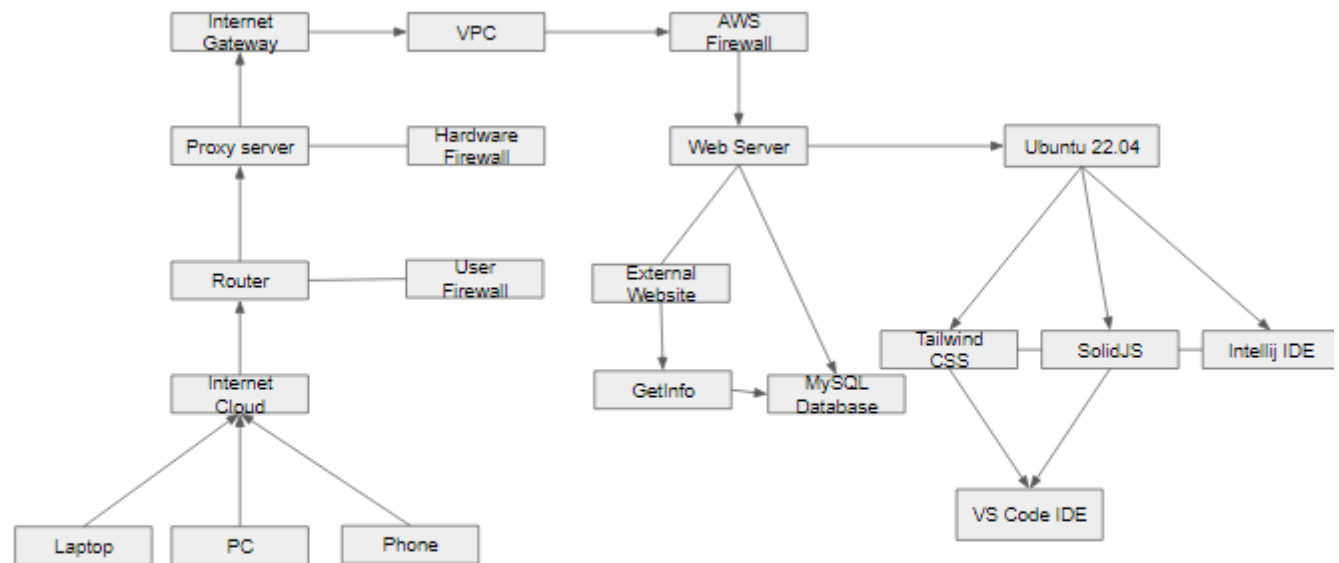 Internet
Gateway
VPC
AWS
Firewall
Proxy server
Hardware
Firewall
Web Server
Ubuntu 22.04
Router
User
Firewall
External
Website
Tailwind
CSS
SolidJS
Intellij IDE
Internet
Cloud
GetInfo
MySQL
Database
VS Code IDE
Laptop
PC
Phone